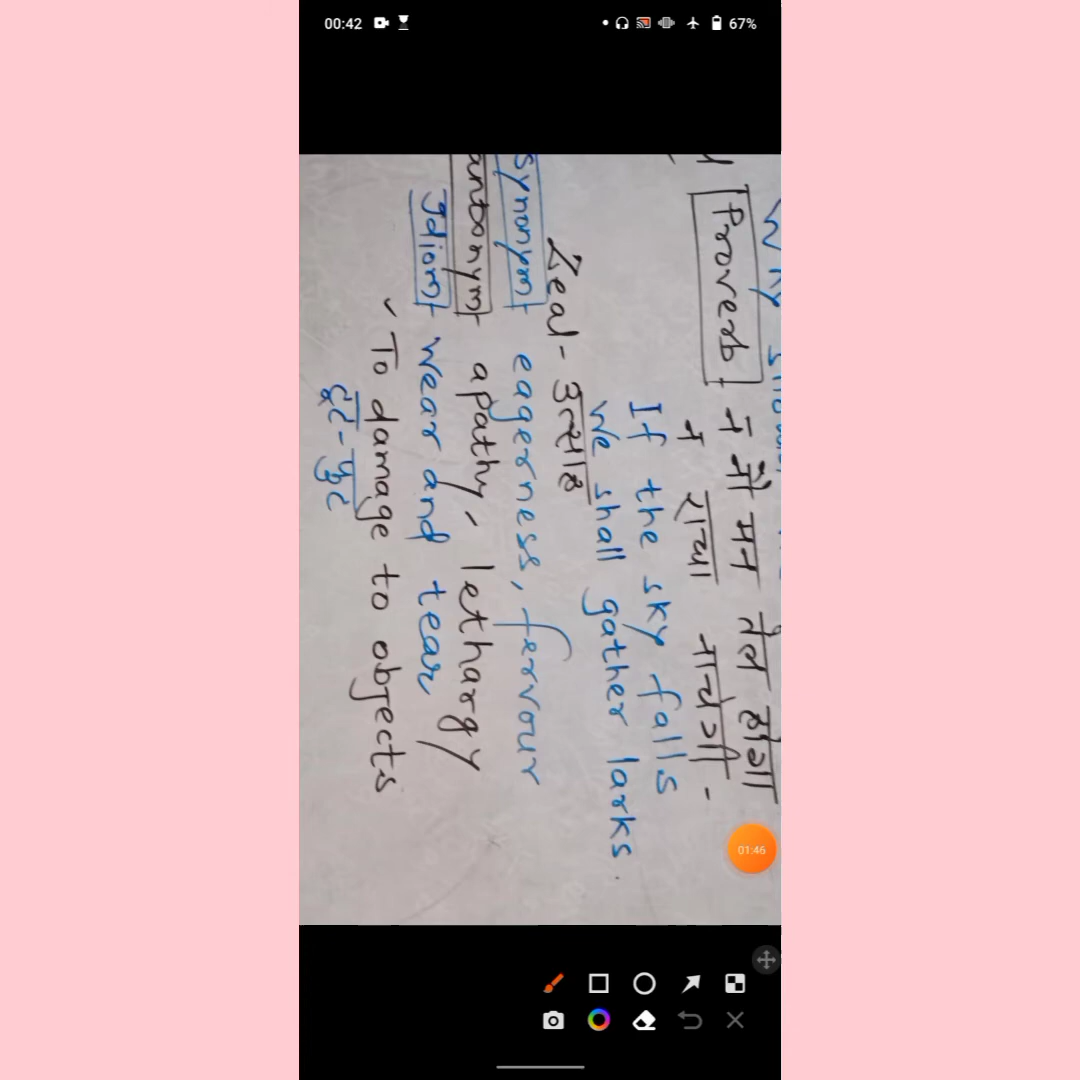 00:42
67%
Proverb - न नौ मन तेल होगा
न राधा नाचेगी -
If the sky falls
We shall gather larks.
Zeal - उत्साह
Synonym - eagerness, fervour
antonym - apathy, lethargy
Idiom - Wear and tear
To damage to objects
टूट-फूट
01:46